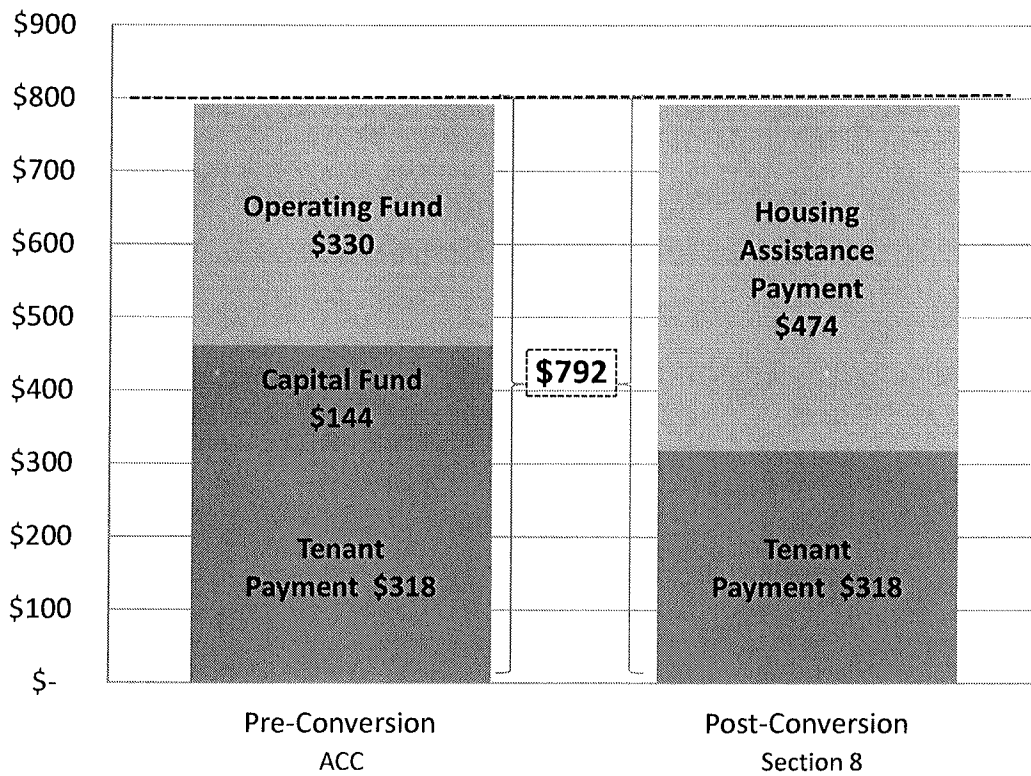 $900
$800
$700
$600
$500
$400
$300
$200
$100
$-
Operating Fund
$330
Capital Fund
$144
Tenant
Payment $318
$792
Housing
Assistance
Payment
$474
Tenant
Payment $318
Pre-Conversion
ACC
Post-Conversion
Section 8